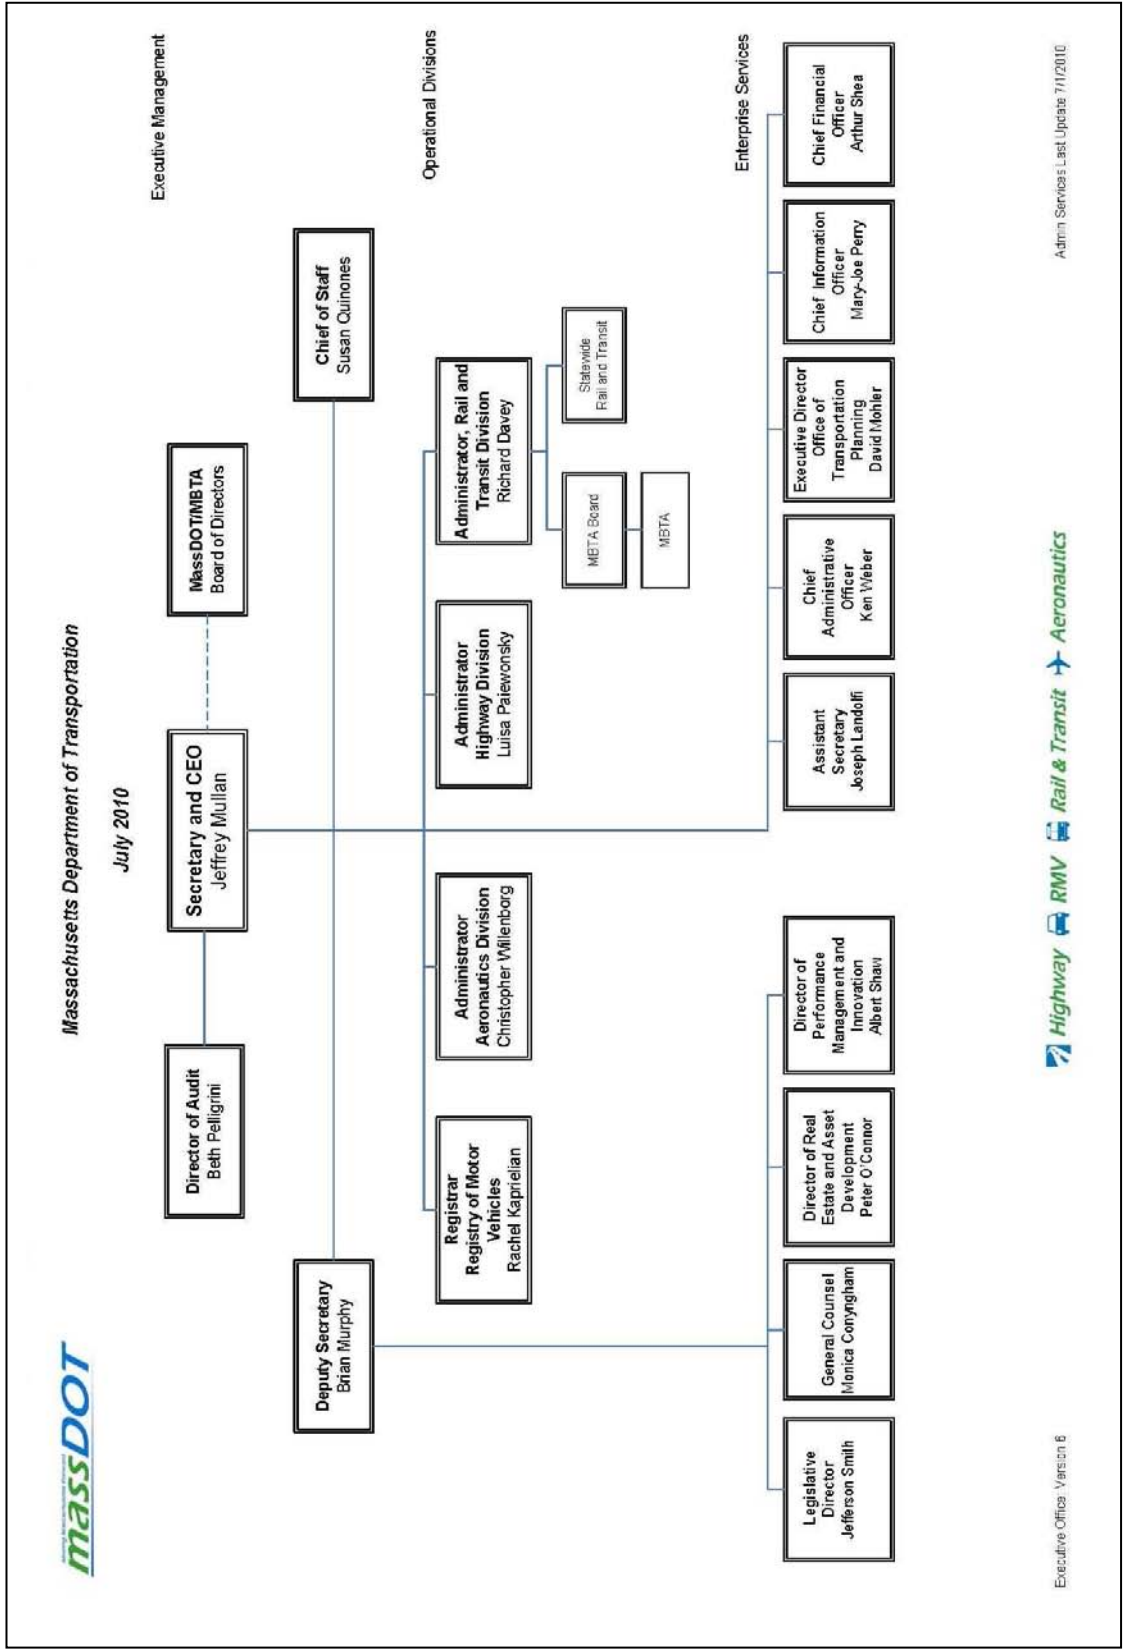 massDOT
Massachusetts Department of Transportation
July 2010
Executive Management
Director of Audit
Beth Pelligrini
Secretary and CEO
Jeffrey Mullan
MassDOT/MBTA
Board of Directors
Deputy Secretary
Brian Murphy
Chief of Staff
Susan Quinones
Operational Divisions
Registrar
Registry of Motor
Vehicles
Rachel Kaprielian
Administrator
Aeronautics Division
Christopher Willenborg
Administrator
Highway Division
Luisa Paiewonsky
Administrator, Rail and
Transit Division
Richard Davey
MBTA Board
MBTA
Statewide
Rail and Transit
Enterprise Services
Legislative
Director
Jefferson Smith
General Counsel
Monica Conyngham
Director of Real
Estate and Asset
Development
Peter O'Connor
Director of
Performance
Management and
Innovation
Albert Shaw
Assistant
Secretary
Joseph Landolfi
Chief
Administrative
Officer
Ken Weber
Executive Director
Office of
Transportation
Planning
David Mohler
Chief Information
Officer
Mary-Joe Perry
Chief Financial
Officer
Arthur Shea
Highway RMV Rail & Transit Aeronautics
Executive Office: Version 6
Admin Services Last Update 7/1/2010